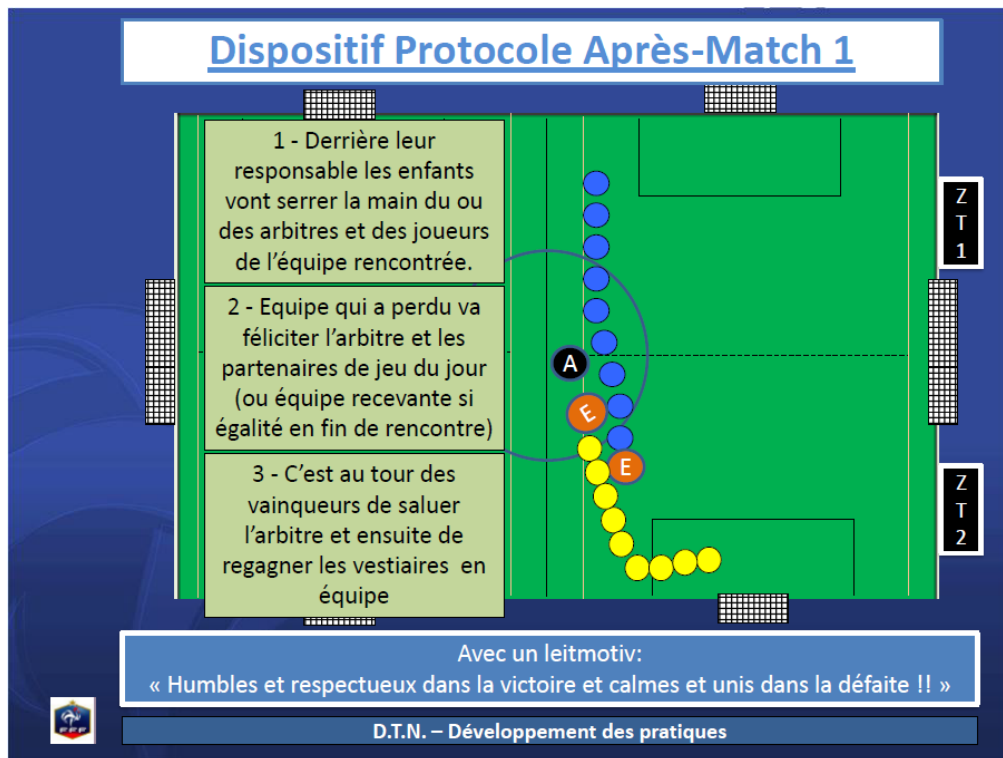 Dispositif Protocole Après-Match 1
1 - Derrière leur
responsable les enfants
vont serrer la main du ou
des arbitres et des joueurs
de l'équipe rencontrée.
2 - Equipe qui a perdu va
féliciter l'arbitre et les
partenaires de jeu du jour
(ou équipe recevante si
égalité en fin de rencontre)
3 - C'est au tour des
vainqueurs de saluer
l'arbitre et ensuite de
regagner les vestiaires en
équipe
A
E
E
Z
T
1
Z
T
2
Avec un leitmotiv:
« Humbles et respectueux dans la victoire et calmes et unis dans la défaite !! »
FFF
D.T.N. – Développement des pratiques